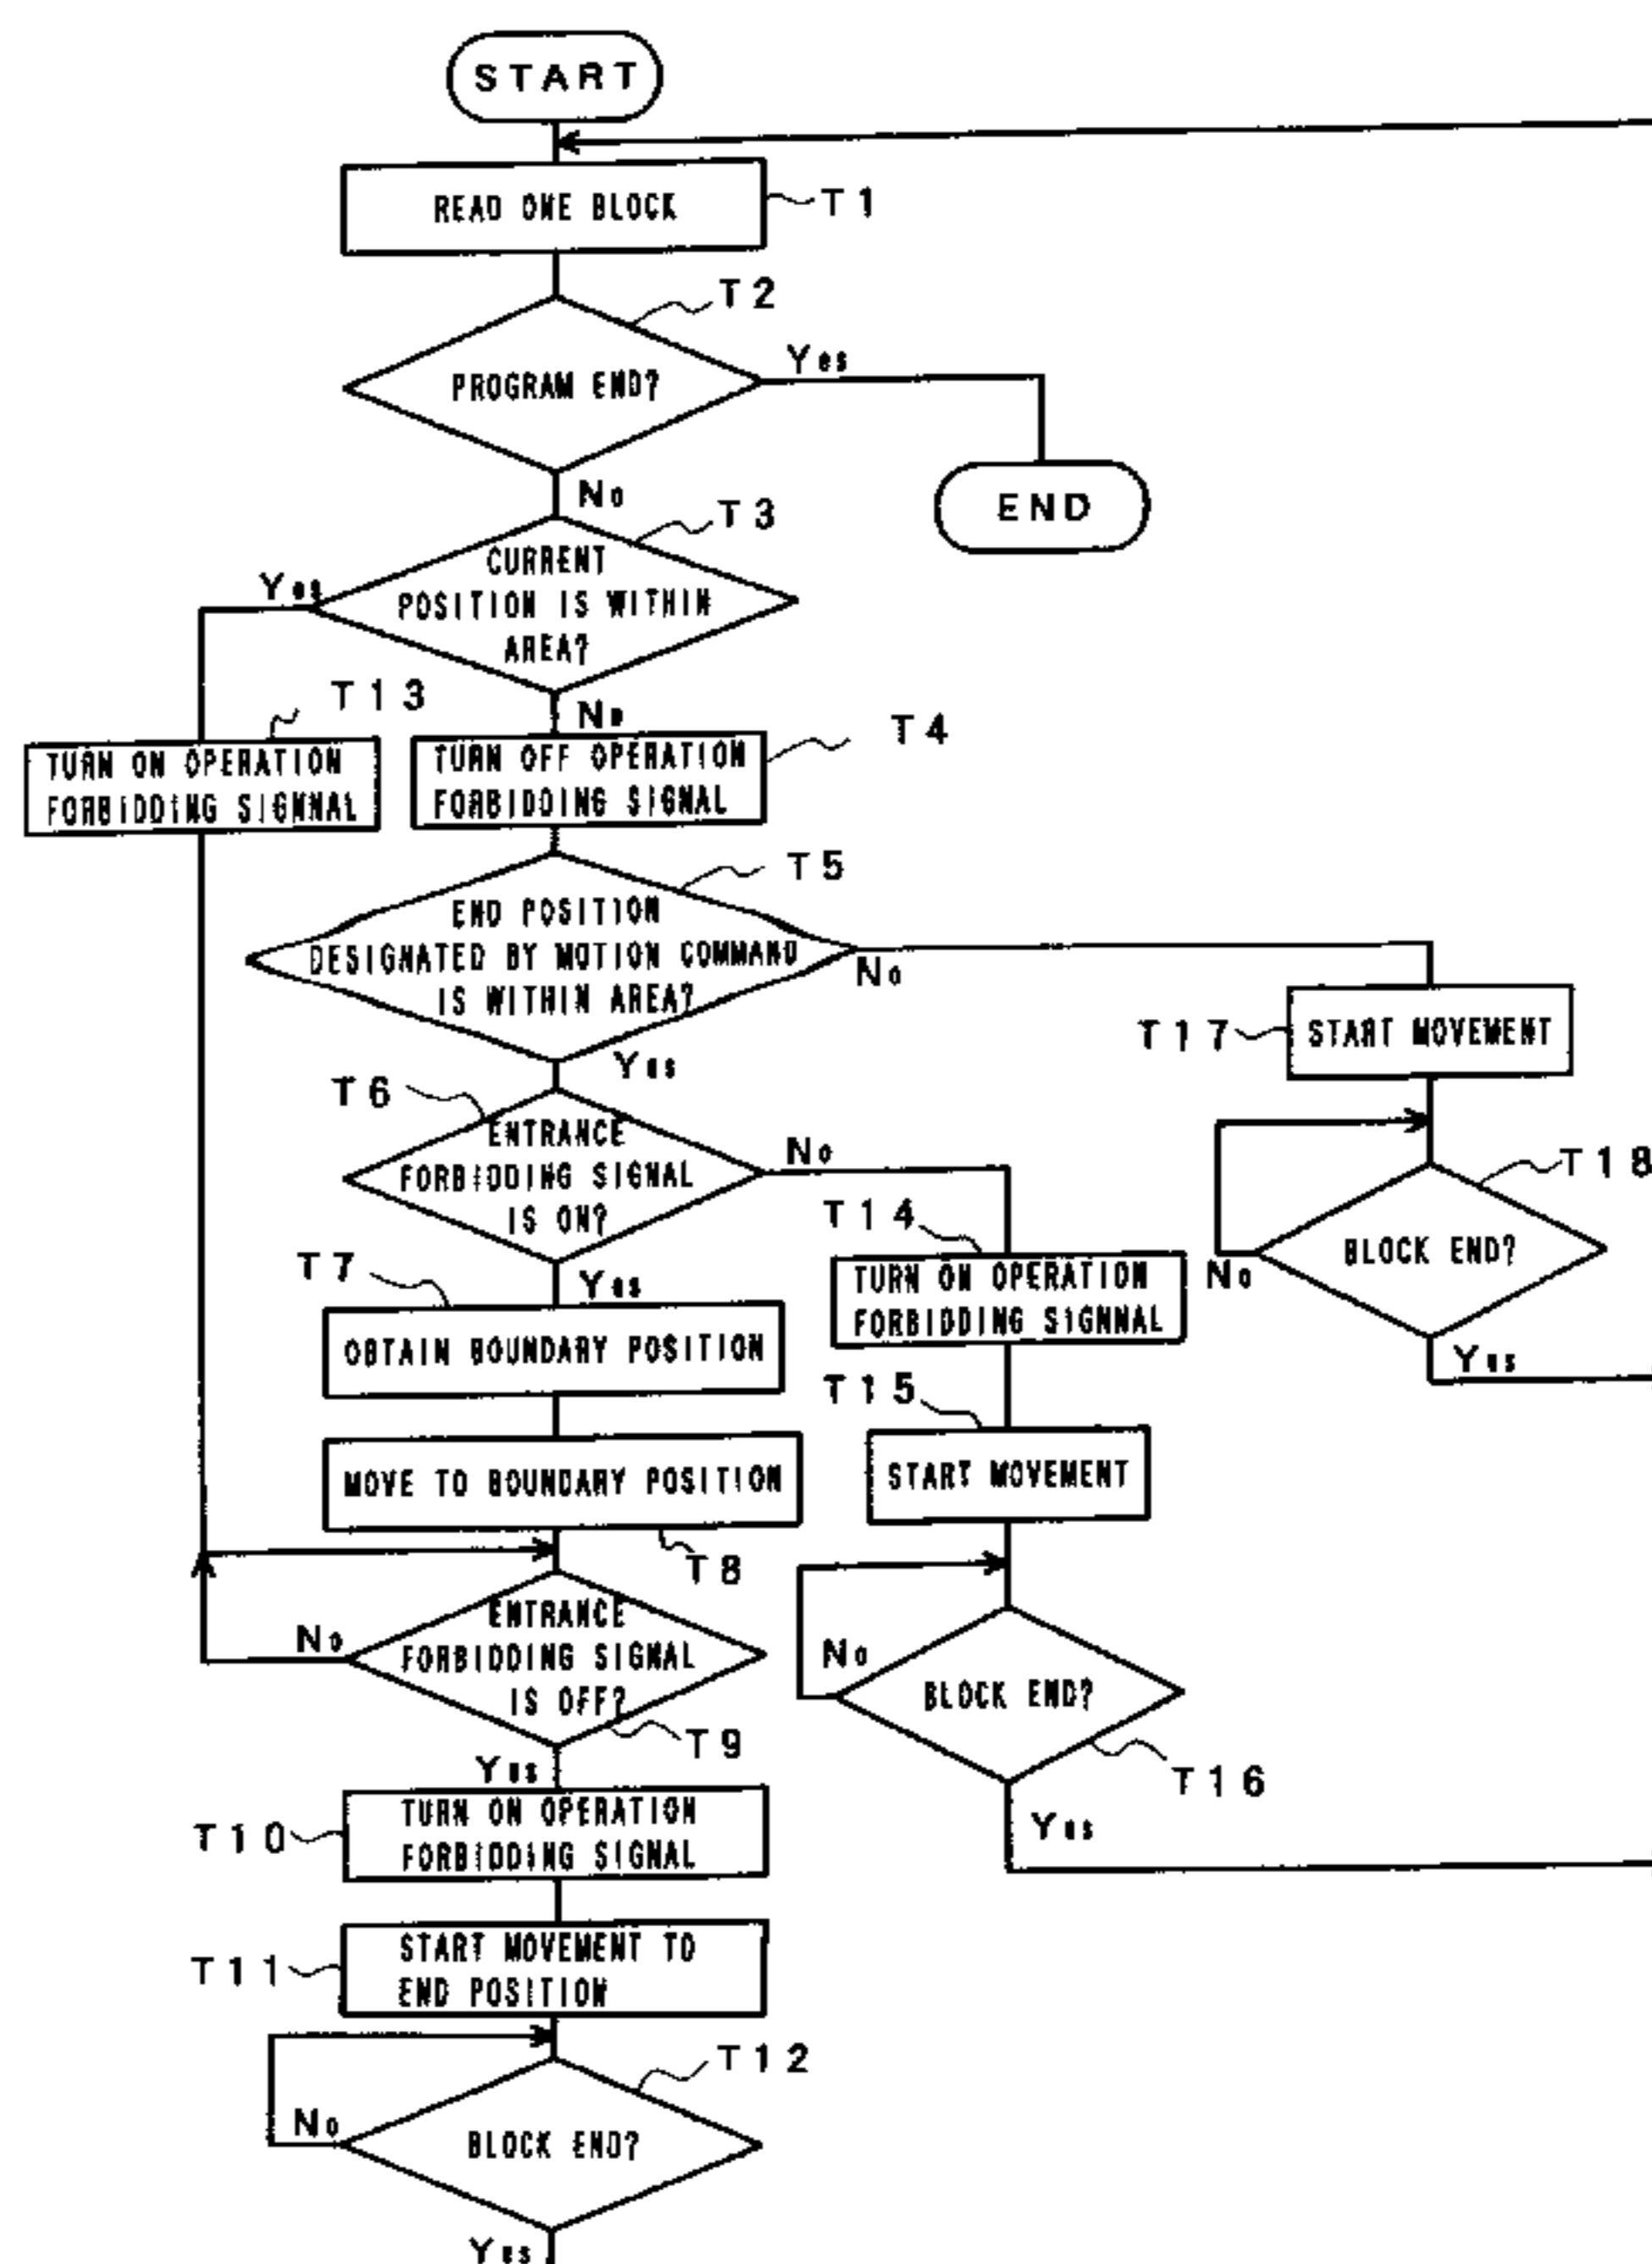 START
READ ONE BLOCK
T1
T2
PROGRAM END?
Yes
No
END
T3
CURRENT
POSITION IS WITHIN
AREA?
Yes
No
T13
TURN ON OPERATION
FORBIDDING SIGNNAL
T4
TURN OFF OPERATION
FORBIDDING SIGNAL
T5
END POSITION
DESIGNATED BY MOTION COMMAND
IS WITHIN AREA?
No
Yes
T17
START MOVEMENT
T6
ENTRANCE
FORBIDDING SIGNAL
IS ON?
No
Yes
T18
BLOCK END?
No
Yes
T14
TURN ON OPERATION
FORBIDDING SIGNNAL
T7
OBTAIN BOUNDARY POSITION
T15
START MOVEMENT
MOVE TO BOUNDARY POSITION
T8
ENTRANCE
FORBIDDING SIGNAL
IS OFF?
No
T9
Yes
No
BLOCK END?
T16
Yes
T10
TURN ON OPERATION
FORBIDDING SIGNAL
T11
START MOVEMENT TO
END POSITION
T12
No
BLOCK END?
Yes